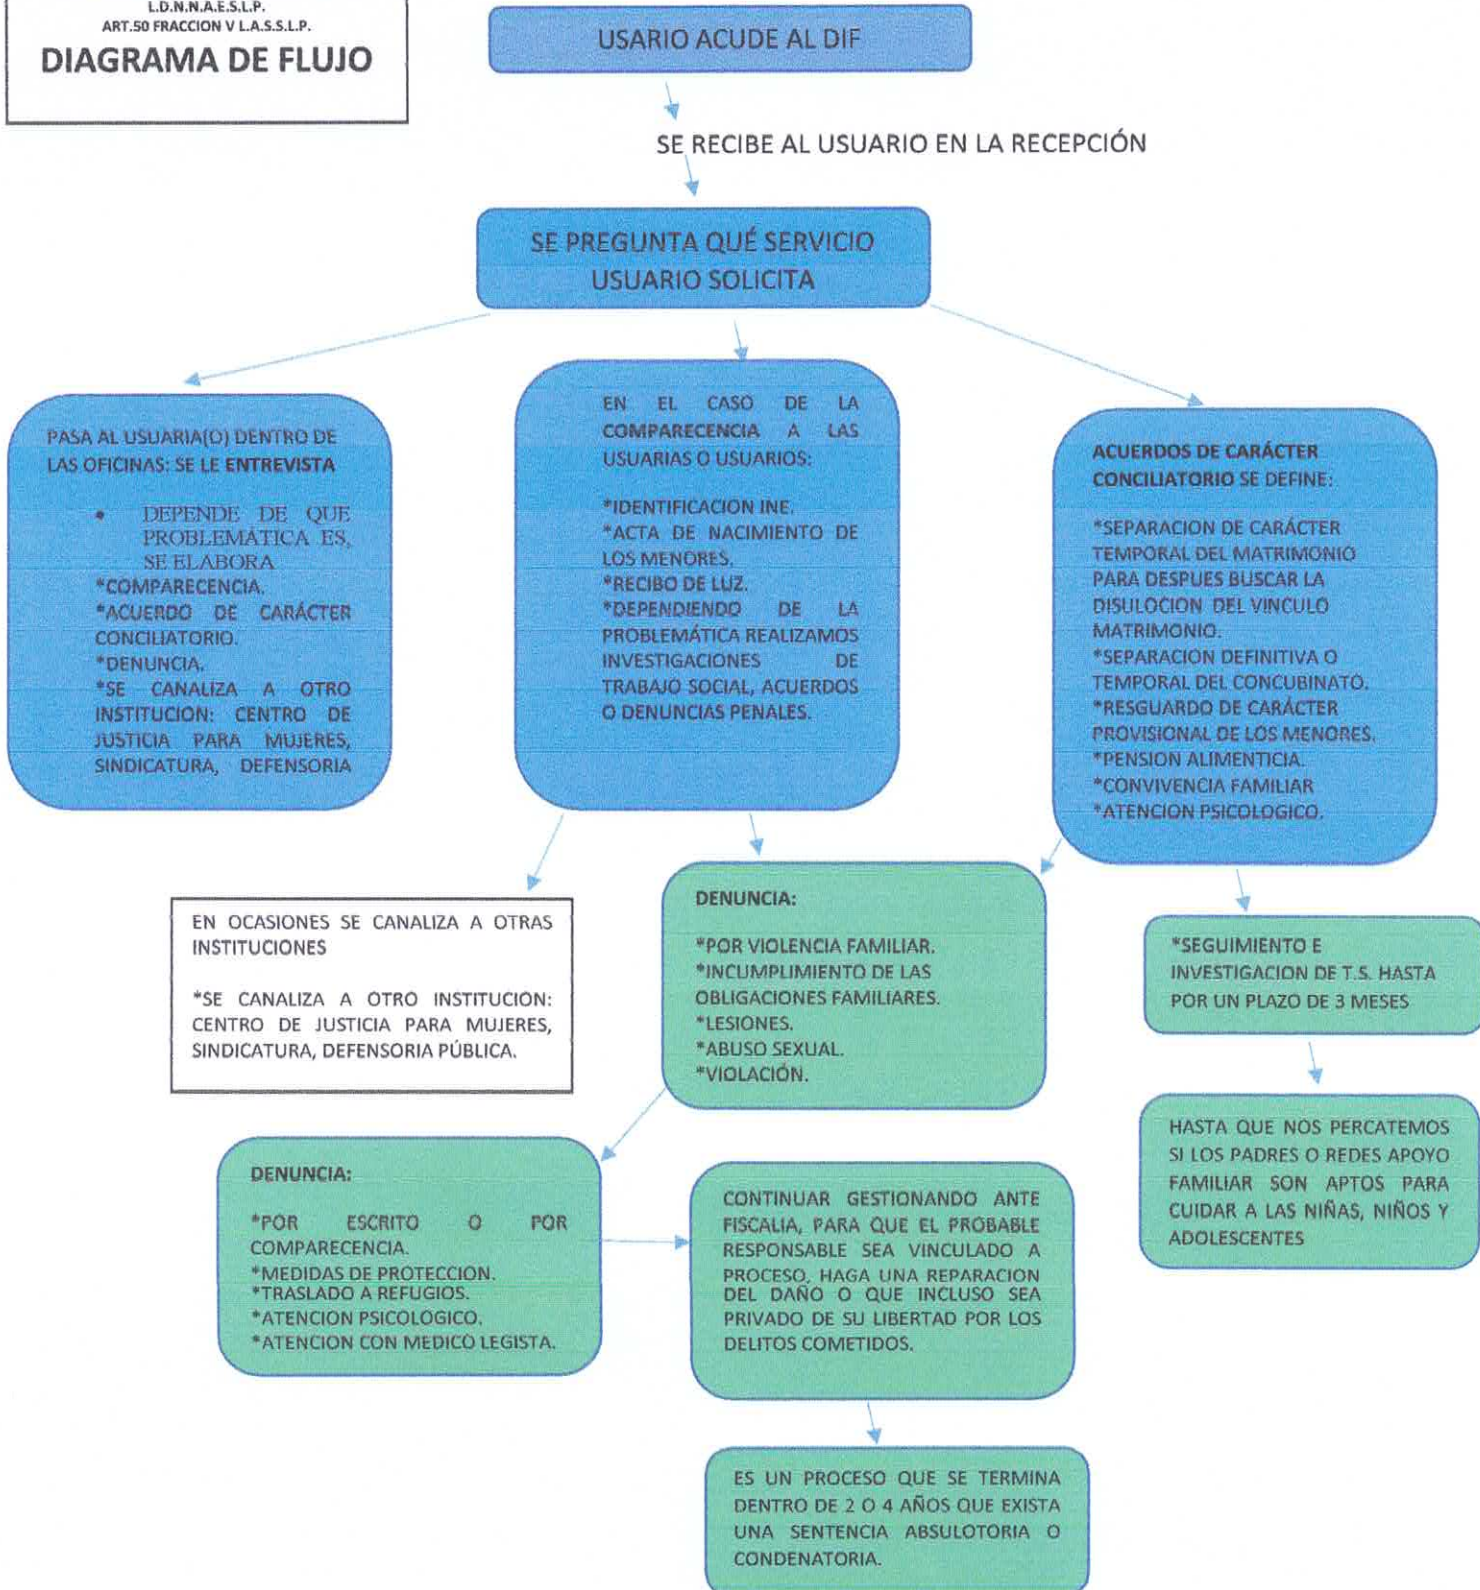 L.D.N.N.A.E.S.L.P.
ART.50 FRACCION V L.A.S.S.L.P.
DIAGRAMA DE FLUJO
USARIO ACUDE AL DIF
SE RECIBE AL USUARIO EN LA RECEPCIÓN
SE PREGUNTA QUÉ SERVICIO
USUARIO SOLICITA
PASA AL USUARIA(O) DENTRO DE
LAS OFICINAS: SE LE ENTREVISTA
• DEPENDE DE QUE
PROBLEMÁTICA ES,
SE ELABORA
*COMPARECENCIA.
*ACUERDO DE CARÁCTER
CONCILIATORIO.
*DENUNCIA.
*SE CANALIZA A OTRO
INSTITUCION: CENTRO DE
JUSTICIA PARA MUJERES,
SINDICATURA, DEFENSORIA
EN EL CASO DE LA
COMPARECENCIA A LAS
USUARIAS O USUARIOS:
*IDENTIFICACION INE.
*ACTA DE NACIMIENTO DE
LOS MENORES.
*RECIBO DE LUZ.
*DEPENDIENDO DE LA
PROBLEMÁTICA REALIZAMOS
INVESTIGACIONES DE
TRABAJO SOCIAL, ACUERDOS
O DENUNCIAS PENALES.
ACUERDOS DE CARÁCTER
CONCILIATORIO SE DEFINE:
*SEPARACION DE CARÁCTER
TEMPORAL DEL MATRIMONIO
PARA DESPUES BUSCAR LA
DISULOCION DEL VINCULO
MATRIMONIO.
*SEPARACION DEFINITIVA O
TEMPORAL DEL CONCUBINATO.
*RESGUARDO DE CARÁCTER
PROVISIONAL DE LOS MENORES.
*PENSION ALIMENTICIA.
*CONVIVENCIA FAMILIAR
*ATENCION PSICOLOGICO.
EN OCASIONES SE CANALIZA A OTRAS
INSTITUCIONES
*SE CANALIZA A OTRO INSTITUCION:
CENTRO DE JUSTICIA PARA MUJERES,
SINDICATURA, DEFENSORIA PÚBLICA.
DENUNCIA:
*POR VIOLENCIA FAMILIAR.
*INCUMPLIMIENTO DE LAS
OBLIGACIONES FAMILIARES.
*LESIONES.
*ABUSO SEXUAL.
*VIOLACIÓN.
*SEGUIMIENTO E
INVESTIGACION DE T.S. HASTA
POR UN PLAZO DE 3 MESES
HASTA QUE NOS PERCATEMOS
SI LOS PADRES O REDES APOYO
FAMILIAR SON APTOS PARA
CUIDAR A LAS NIÑAS, NIÑOS Y
ADOLESCENTES
DENUNCIA:
*POR ESCRITO O POR
COMPARECENCIA.
*MEDIDAS DE PROTECCION.
*TRASLADO A REFUGIOS.
*ATENCION PSICOLOGICO.
*ATENCION CON MEDICO LEGISTA.
CONTINUAR GESTIONANDO ANTE
FISCALIA, PARA QUE EL PROBABLE
RESPONSABLE SEA VINCULADO A
PROCESO, HAGA UNA REPARACION
DEL DAÑO O QUE INCLUSO SEA
PRIVADO DE SU LIBERTAD POR LOS
DELITOS COMETIDOS.
ES UN PROCESO QUE SE TERMINA
DENTRO DE 2 O 4 AÑOS QUE EXISTA
UNA SENTENCIA ABSULOTORIA O
CONDENATORIA.